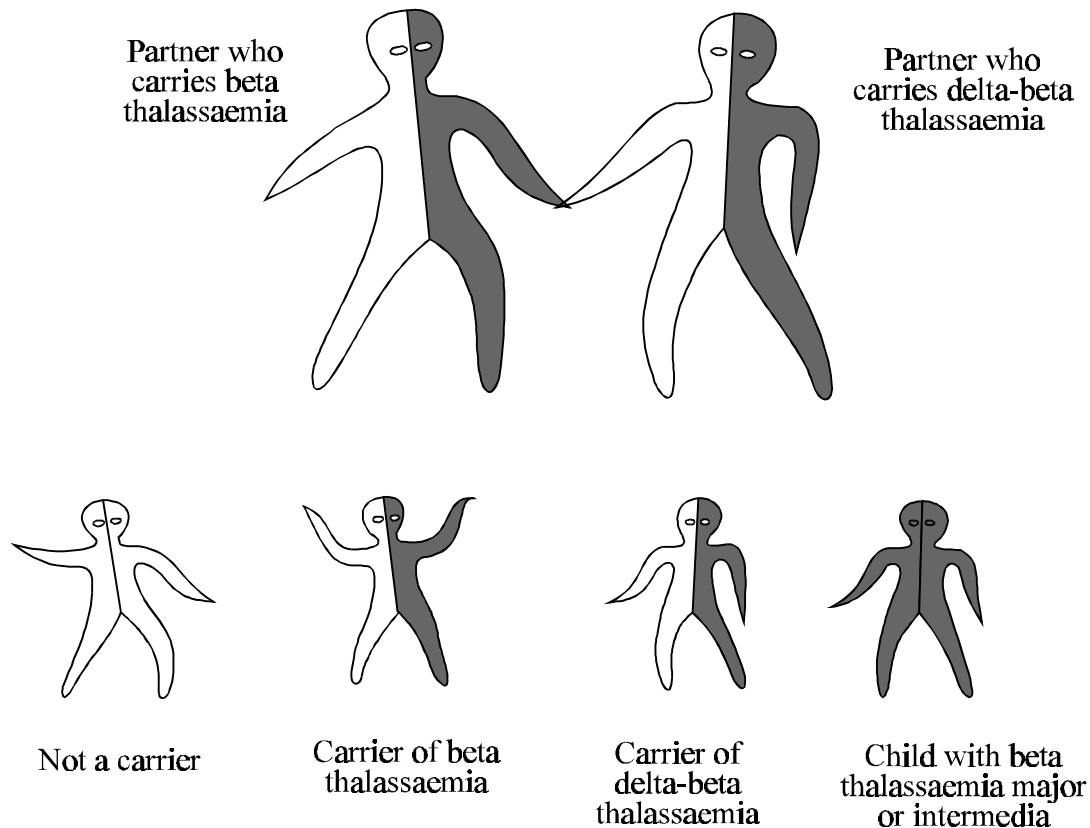 Partner who
carries beta
thalassaemia
Partner who
carries delta-beta
thalassaemia
Not a carrier
Carrier of beta
thalassaemia
Carrier of
delta-beta
thalassaemia
Child with beta
thalassaemia major
or intermedia